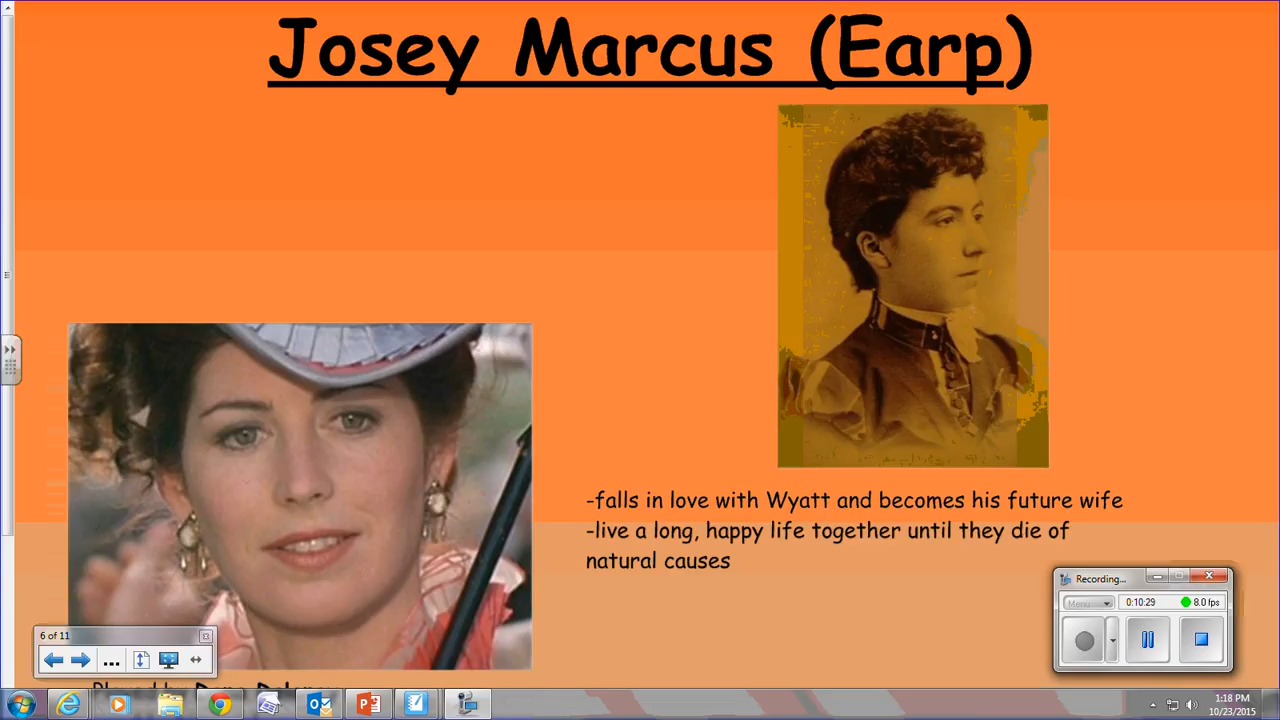 Josey Marcus (Earp)
-falls in love with Wyatt and becomes his future wife
-live a long, happy life together until they die of
natural causes
Recording...
Menu
0:10:29
8.0 fps
6 of 11
1:18 PM
10/23/2015